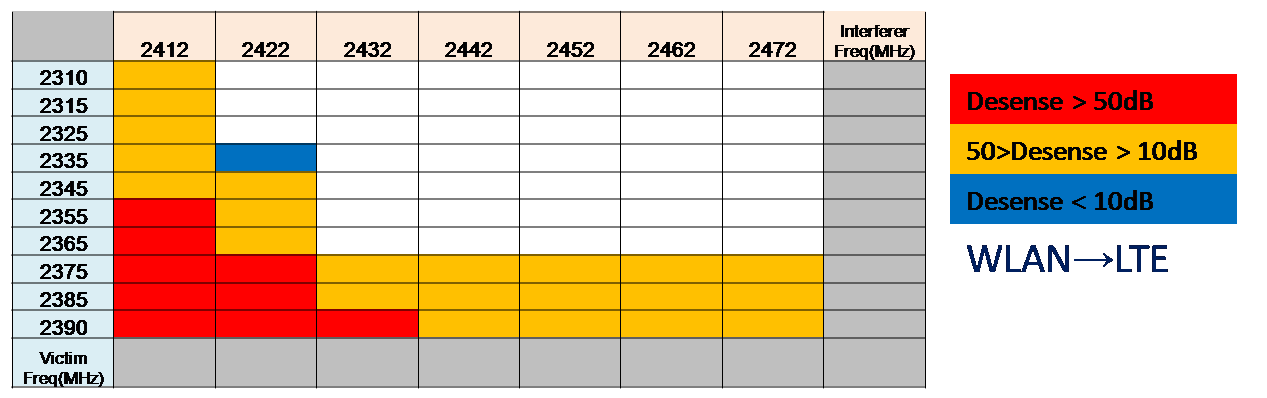 2412 2422 2432 2442 2452 2462 2472 Interferer
Freq(MHz)
2310
2315
2325
2335
2345
2355
2365
2375
2385
2390
Victim
Freq(MHz)
Desense > 50dB
50>Desense > 10dB
Desense < 10dB
WLAN→LTE